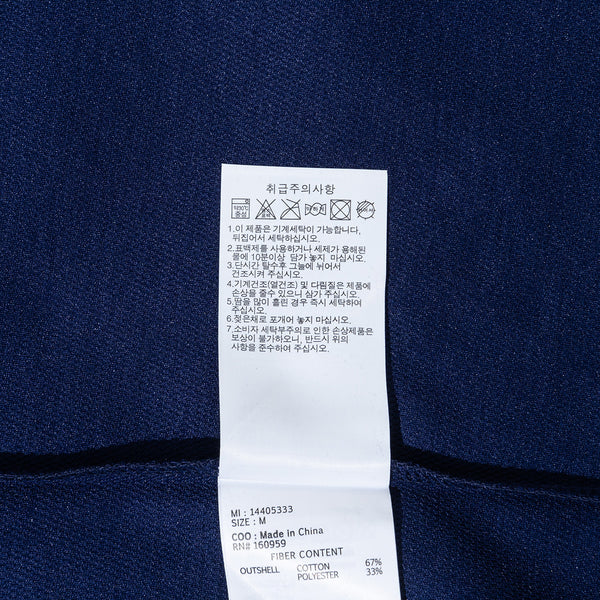 취급주의사항
약30℃
중성
1.이 제품은 기계세탁이 가능합니다,
뒤집어서 세탁하십시오.
2.표백제를 사용하거나 세제가 용해된
물에 10분이상 담가 놓지 마십시오.
3.단시간 탈수후 그늘에 뉘어서
건조시켜 주십시오.
4.기계건조(열건조) 및 다림질은 제품에
손상을 줄수 있으니 삼가 주십시오.
5.땀을 많이 흘린 경우 즉시 세탁하여
주십시오.
6.젖은채로 포개어 놓지 마십시오.
7.소비자 세탁부주의로 인한 손상제품은
보상이 불가하오니, 반드시 위의
사항을 준수하여 주십시오.
MI : 14405333
SIZE : M
COO : Made in China
RN# 160959
FIBER CONTENT
OUTSHELL COTTON 67%
POLYESTER 33%